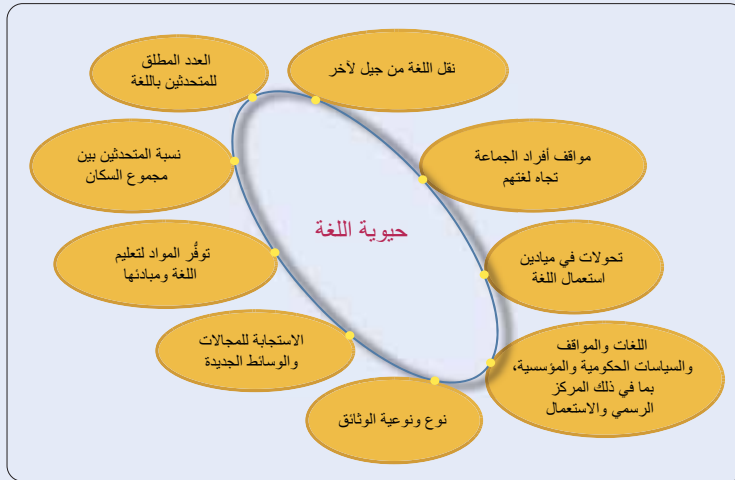 نقل اللغة من جيل لآخر
العدد المطلق
للمتحدثين باللغة
مواقف أفراد الجماعة
تجاه لغتهم
نسبة المتحدثين بين
مجموع السكان
حيوية اللغة
تحولات في ميادين
استعمال اللغة
توفُّر المواد لتعليم
اللغة ومبادئها
اللغات والمواقف
والسياسات الحكومية والمؤسسية،
بما في ذلك المركز
الرسمي والاستعمال
الاستجابة للمجالات
والوسائط الجديدة
نوع ونوعية الوثائق